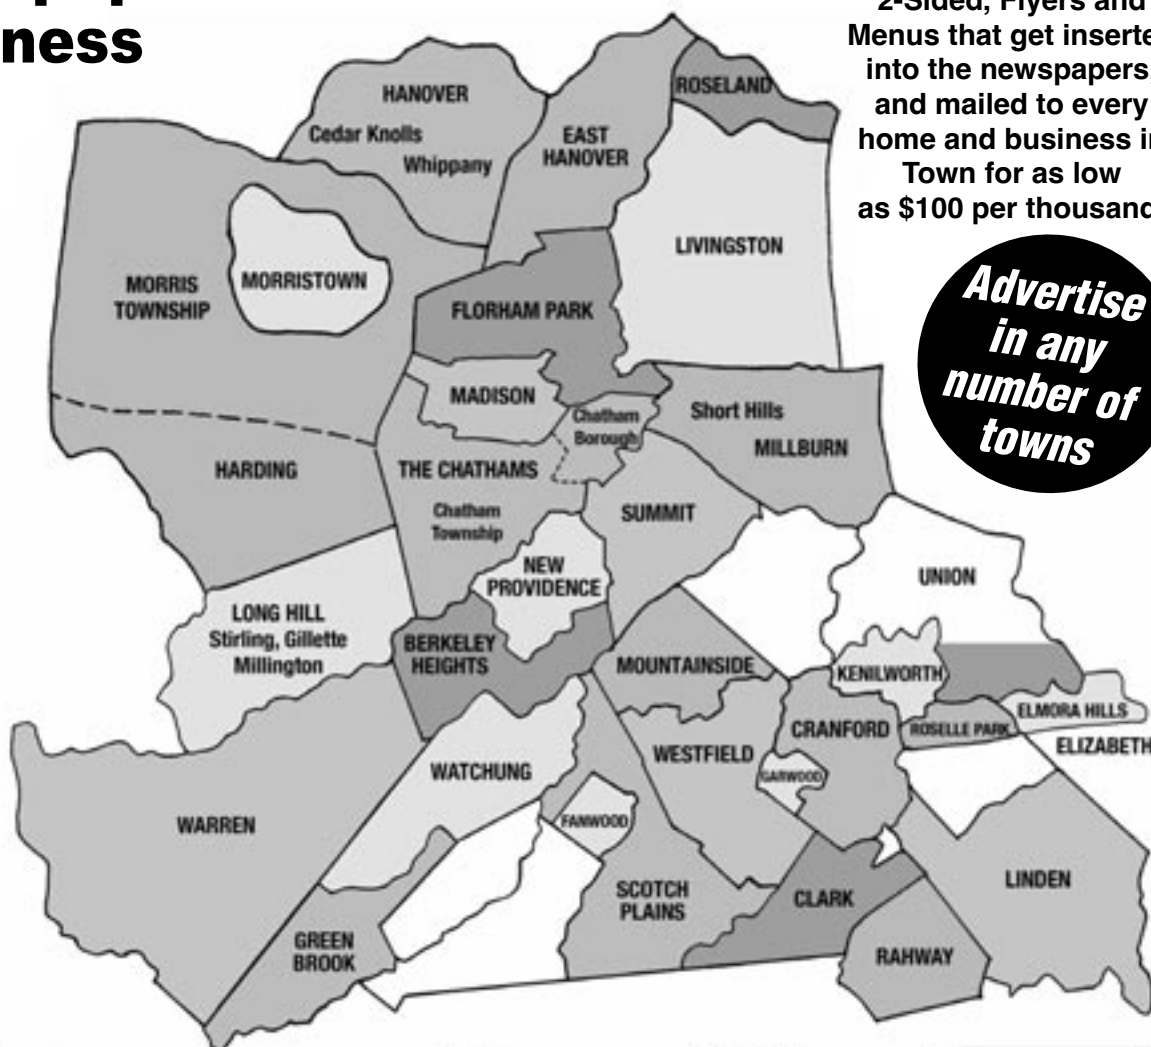 ness
2-Sided, Flyers and
Menus that get inserte
into the newspapers
and mailed to every
home and business i
Town for as low
as $100 per thousand
Advertise
in any
number of
towns
HANOVER
Cedar Knolls
Whippany
EAST
HANOVER
ROSELAND
LIVINGSTON
MORRIS
TOWNSHIP
MORRISTOWN
FLORHAM PARK
MADISON
Chatham
Borough
Short Hills
MILLBURN
HARDING
THE CHATHAMS
Chatham
Township
SUMMIT
NEW
PROVIDENCE
UNION
LONG HILL
Stirling, Gillette
Millington
BERKELEY
HEIGHTS
MOUNTAINSIDE
KENILWORTH
ELMORA HILLS
ROSELLE PARK
CRANFORD
ELIZABETH
WESTFIELD
GARWOOD
WATCHUNG
FANWOOD
WARREN
SCOTCH
PLAINS
CLARK
LINDEN
GREEN
BROOK
RAHWAY